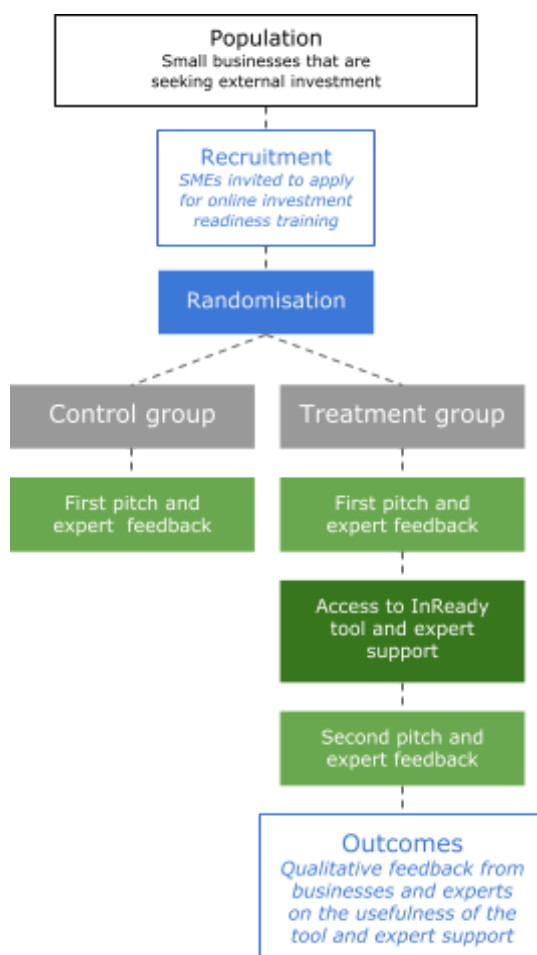 Population
Small businesses that are
seeking external investment
Recruitment
SMEs invited to apply
for online investment
readiness training
Randomisation
Control group
Treatment group
First pitch and
expert feedback
First pitch and
expert feedback
Access to InReady
tool and expert
support
Second pitch and
expert feedback
Outcomes
Qualitative feedback from
businesses and experts
on the usefulness of the
tool and expert support